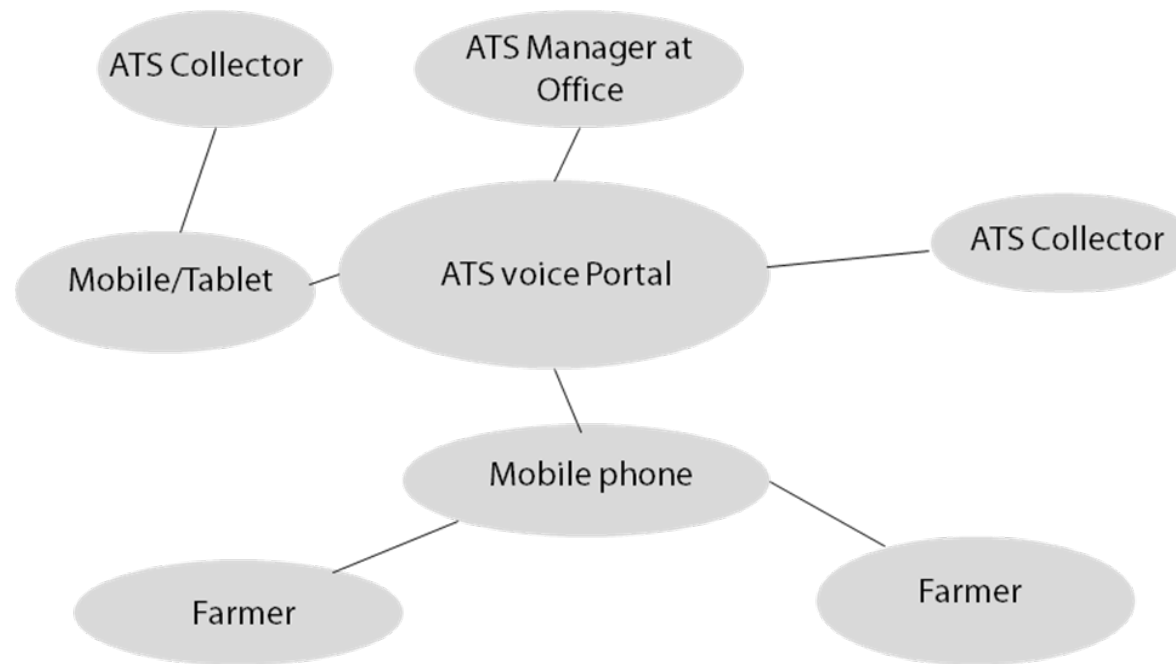 ATS Collector
ATS Manager at
Office
ATS Collector
Mobile/Tablet
ATS voice Portal
Mobile phone
Farmer
Farmer